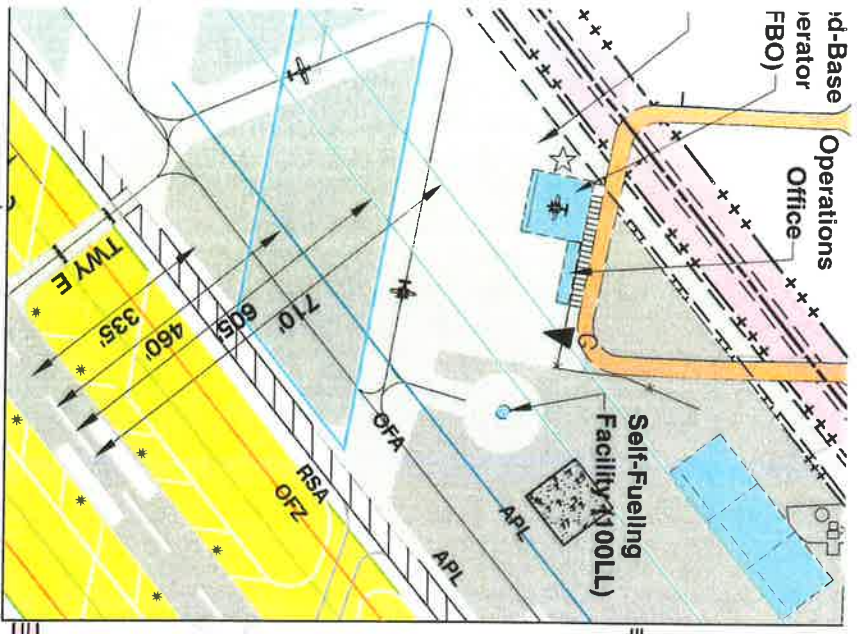 ed-Base
erator
FBO)
Operations
Office
Self-Fueling
Facility (100LL)
G
TWY E
335'
460'
605'
710'
OFA
RSA
OFZ
APL
APL